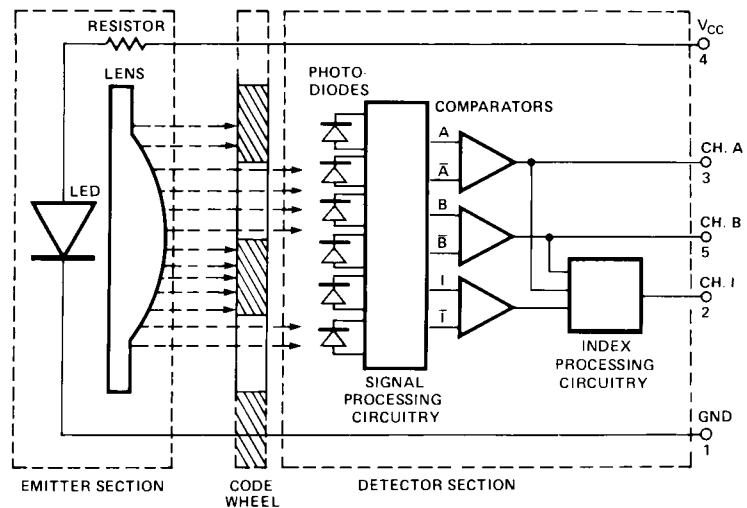 RESISTOR
LENS
LED
PHOTO-
DIODES
COMPARATORS
A
A̅
B
B̅
I
I̅
VCC
4
CH. A
3
CH. B
5
CH. I
2
INDEX
PROCESSING
CIRCUITRY
SIGNAL
PROCESSING
CIRCUITRY
GND
1
EMITTER SECTION
CODE
WHEEL
DETECTOR SECTION